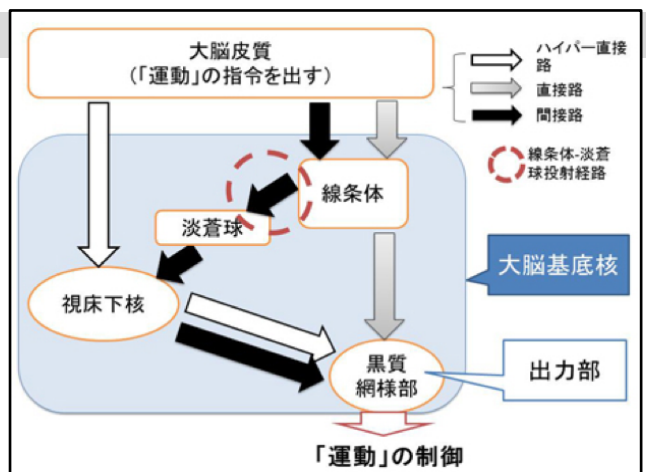 大脳皮質
(「運動」の指令を出す)
ハイパー直接
路
直接路
間接路
線条体-淡蒼
球投射経路
線条体
淡蒼球
大脳基底核
視床下核
黒質
網様部
出力部
「運動」の制御